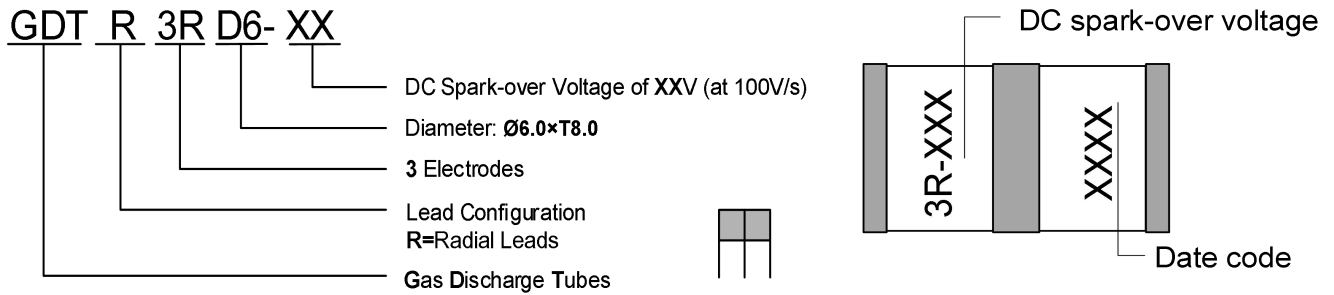 GDT R 3R D6- XX
DC Spark-over Voltage of XXV (at 100V/s)
Diameter: Ø6.0×T8.0
3 Electrodes
Lead Configuration
R=Radial Leads
Gas Discharge Tubes
DC spark-over voltage
3R-XXX
XXXX
Date code